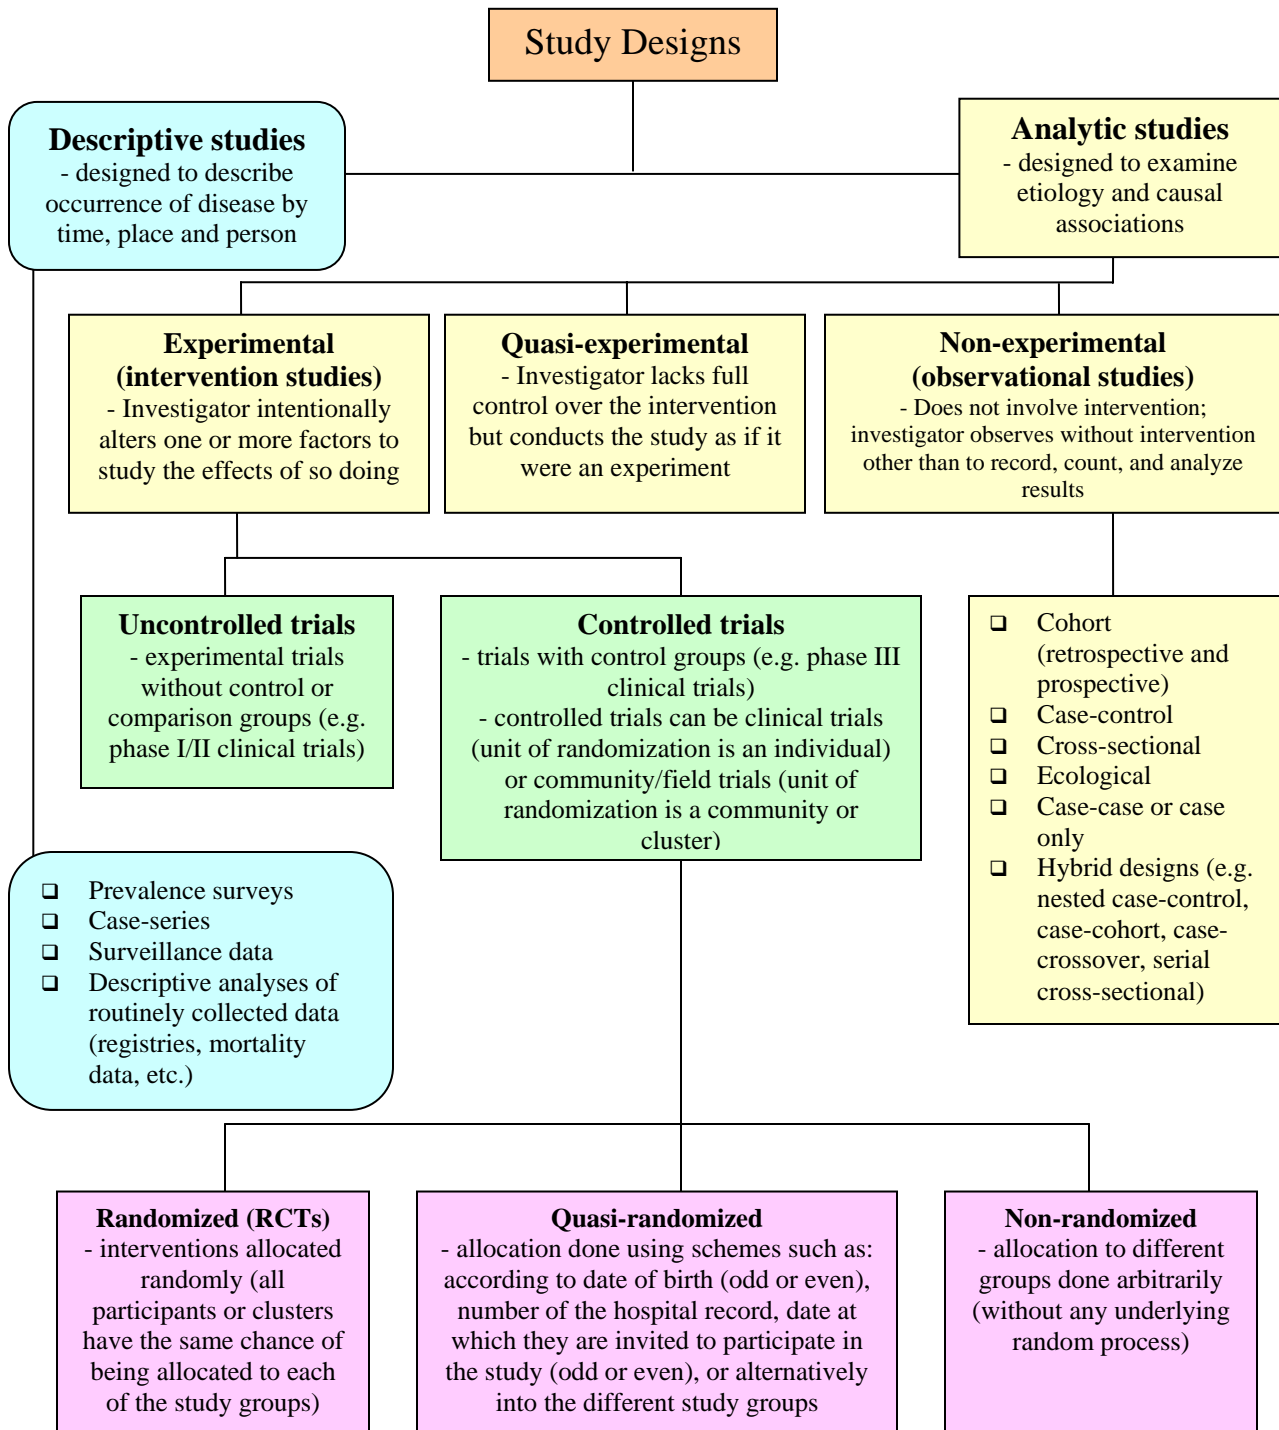 Study Designs
Descriptive studies
- designed to describe
occurrence of disease by
time, place and person
Analytic studies
- designed to examine
etiology and causal
associations
Experimental
(intervention studies)
- Investigator intentionally
alters one or more factors to
study the effects of so doing
Quasi-experimental
- Investigator lacks full
control over the intervention
but conducts the study as if it
were an experiment
Non-experimental
(observational studies)
- Does not involve intervention;
investigator observes without intervention
other than to record, count, and analyze
results
Uncontrolled trials
- experimental trials
without control or
comparison groups (e.g.
phase I/II clinical trials)
Controlled trials
- trials with control groups (e.g. phase III
clinical trials)
- controlled trials can be clinical trials
(unit of randomization is an individual)
or community/field trials (unit of
randomization is a community or
cluster)
❑ Cohort
(retrospective and
prospective)
❑ Case-control
❑ Cross-sectional
❑ Ecological
❑ Case-case or case
only
❑ Hybrid designs (e.g.
nested case-control,
case-cohort, case-
crossover, serial
cross-sectional)
❑ Prevalence surveys
❑ Case-series
❑ Surveillance data
❑ Descriptive analyses of
routinely collected data
(registries, mortality
data, etc.)
Randomized (RCTs)
- interventions allocated
randomly (all
participants or clusters
have the same chance of
being allocated to each
of the study groups)
Quasi-randomized
- allocation done using schemes such as:
according to date of birth (odd or even),
number of the hospital record, date at
which they are invited to participate in
the study (odd or even), or alternatively
into the different study groups
Non-randomized
- allocation to different
groups done arbitrarily
(without any underlying
random process)